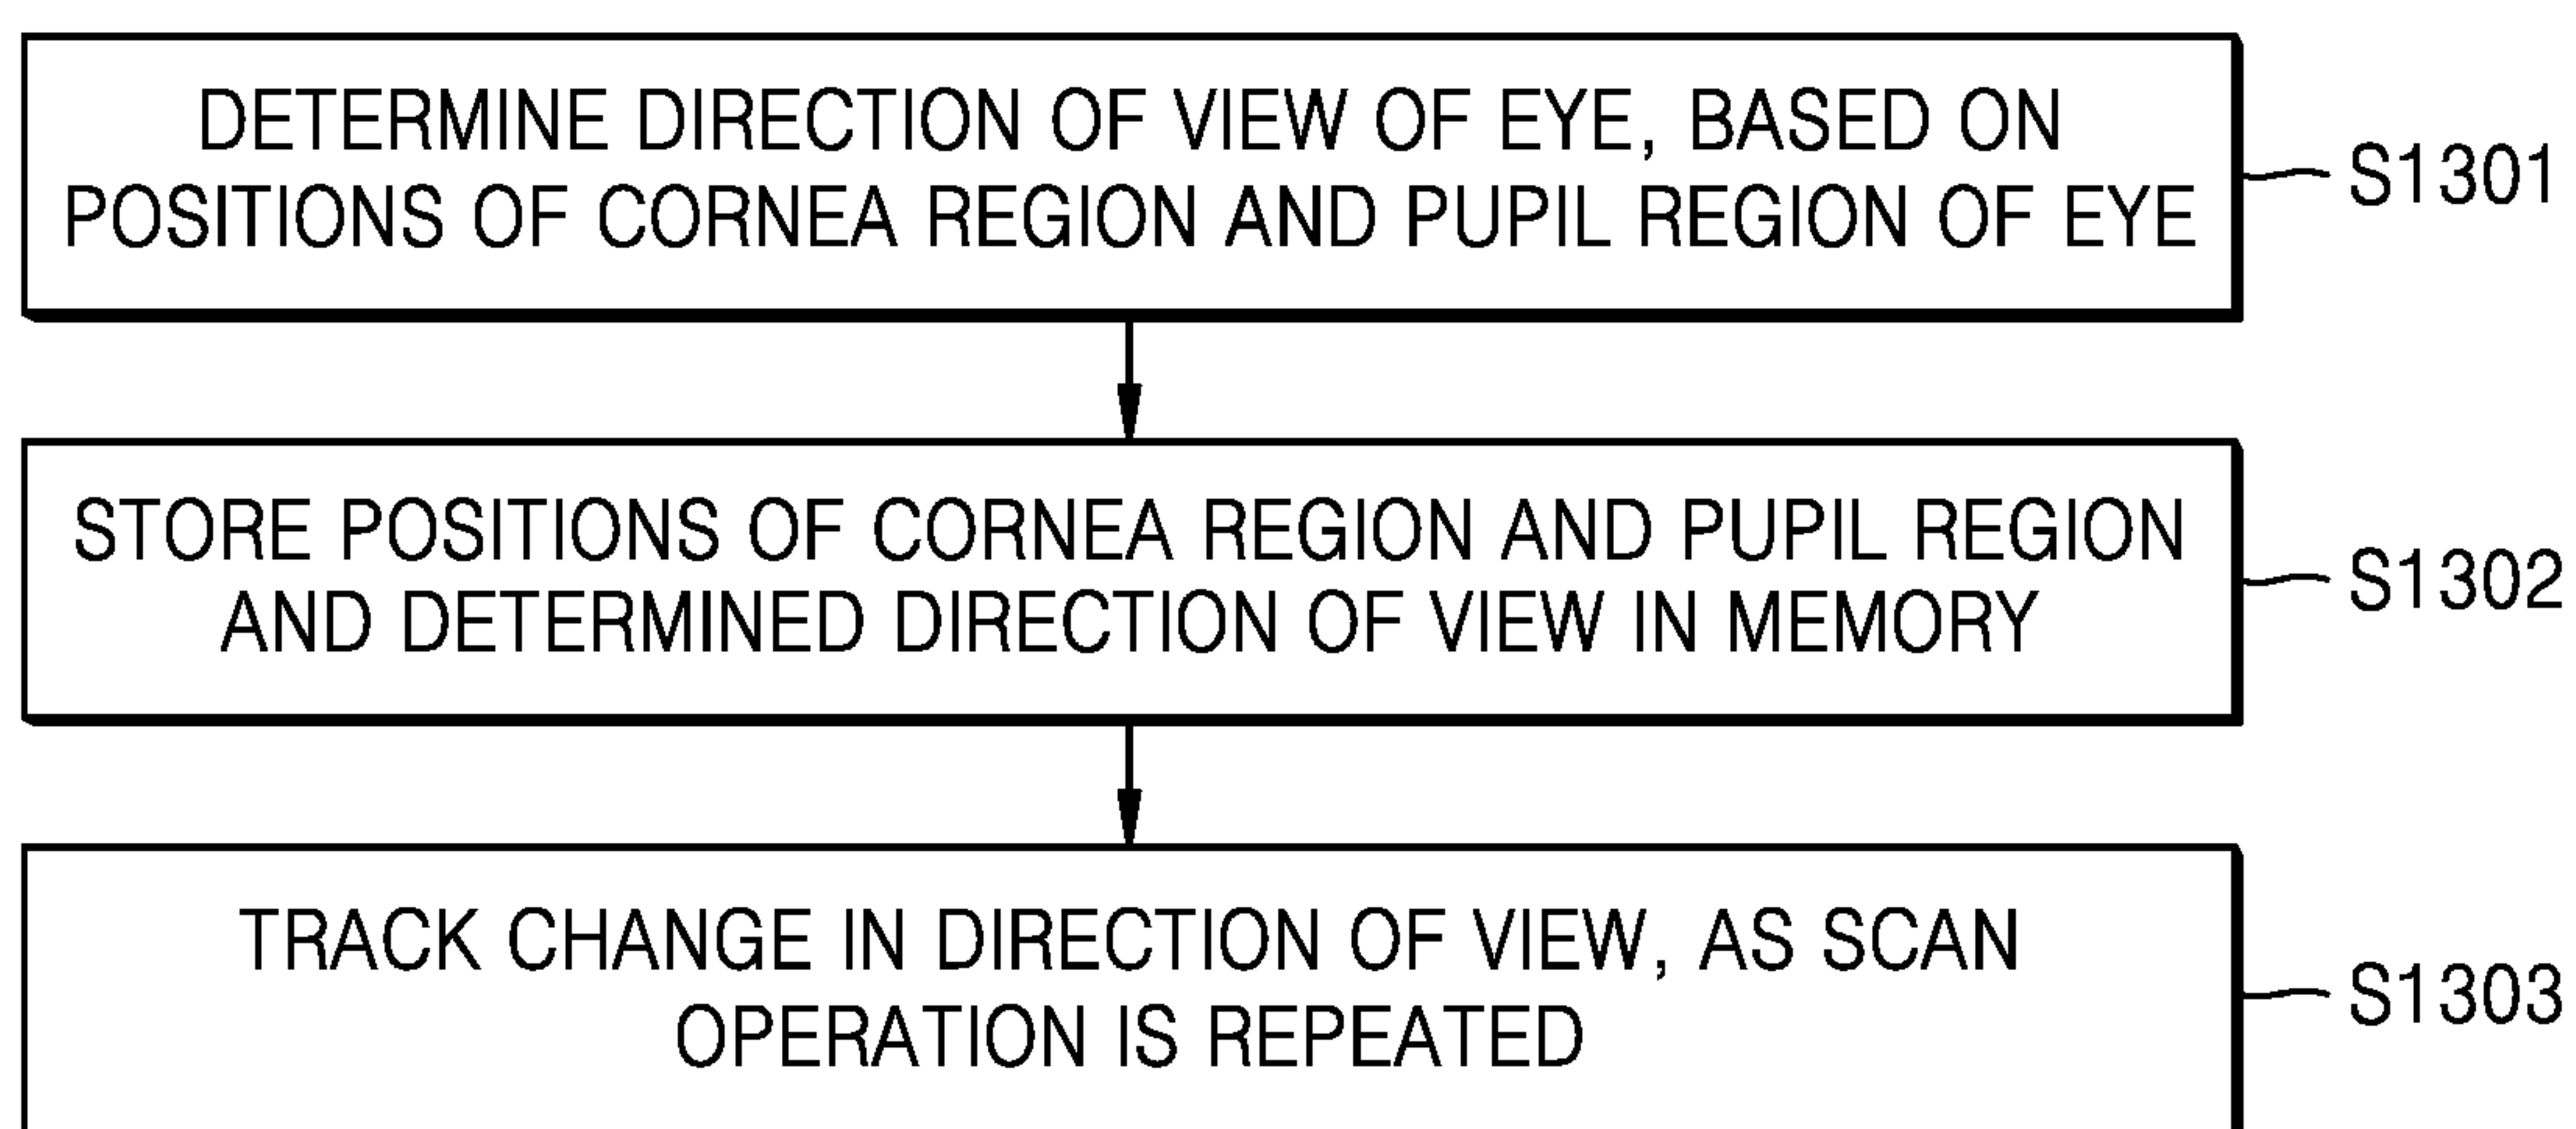 DETERMINE DIRECTION OF VIEW OF EYE, BASED ON
POSITIONS OF CORNEA REGION AND PUPIL REGION OF EYE
S1301
STORE POSITIONS OF CORNEA REGION AND PUPIL REGION
AND DETERMINED DIRECTION OF VIEW IN MEMORY
S1302
TRACK CHANGE IN DIRECTION OF VIEW, AS SCAN
OPERATION IS REPEATED
S1303